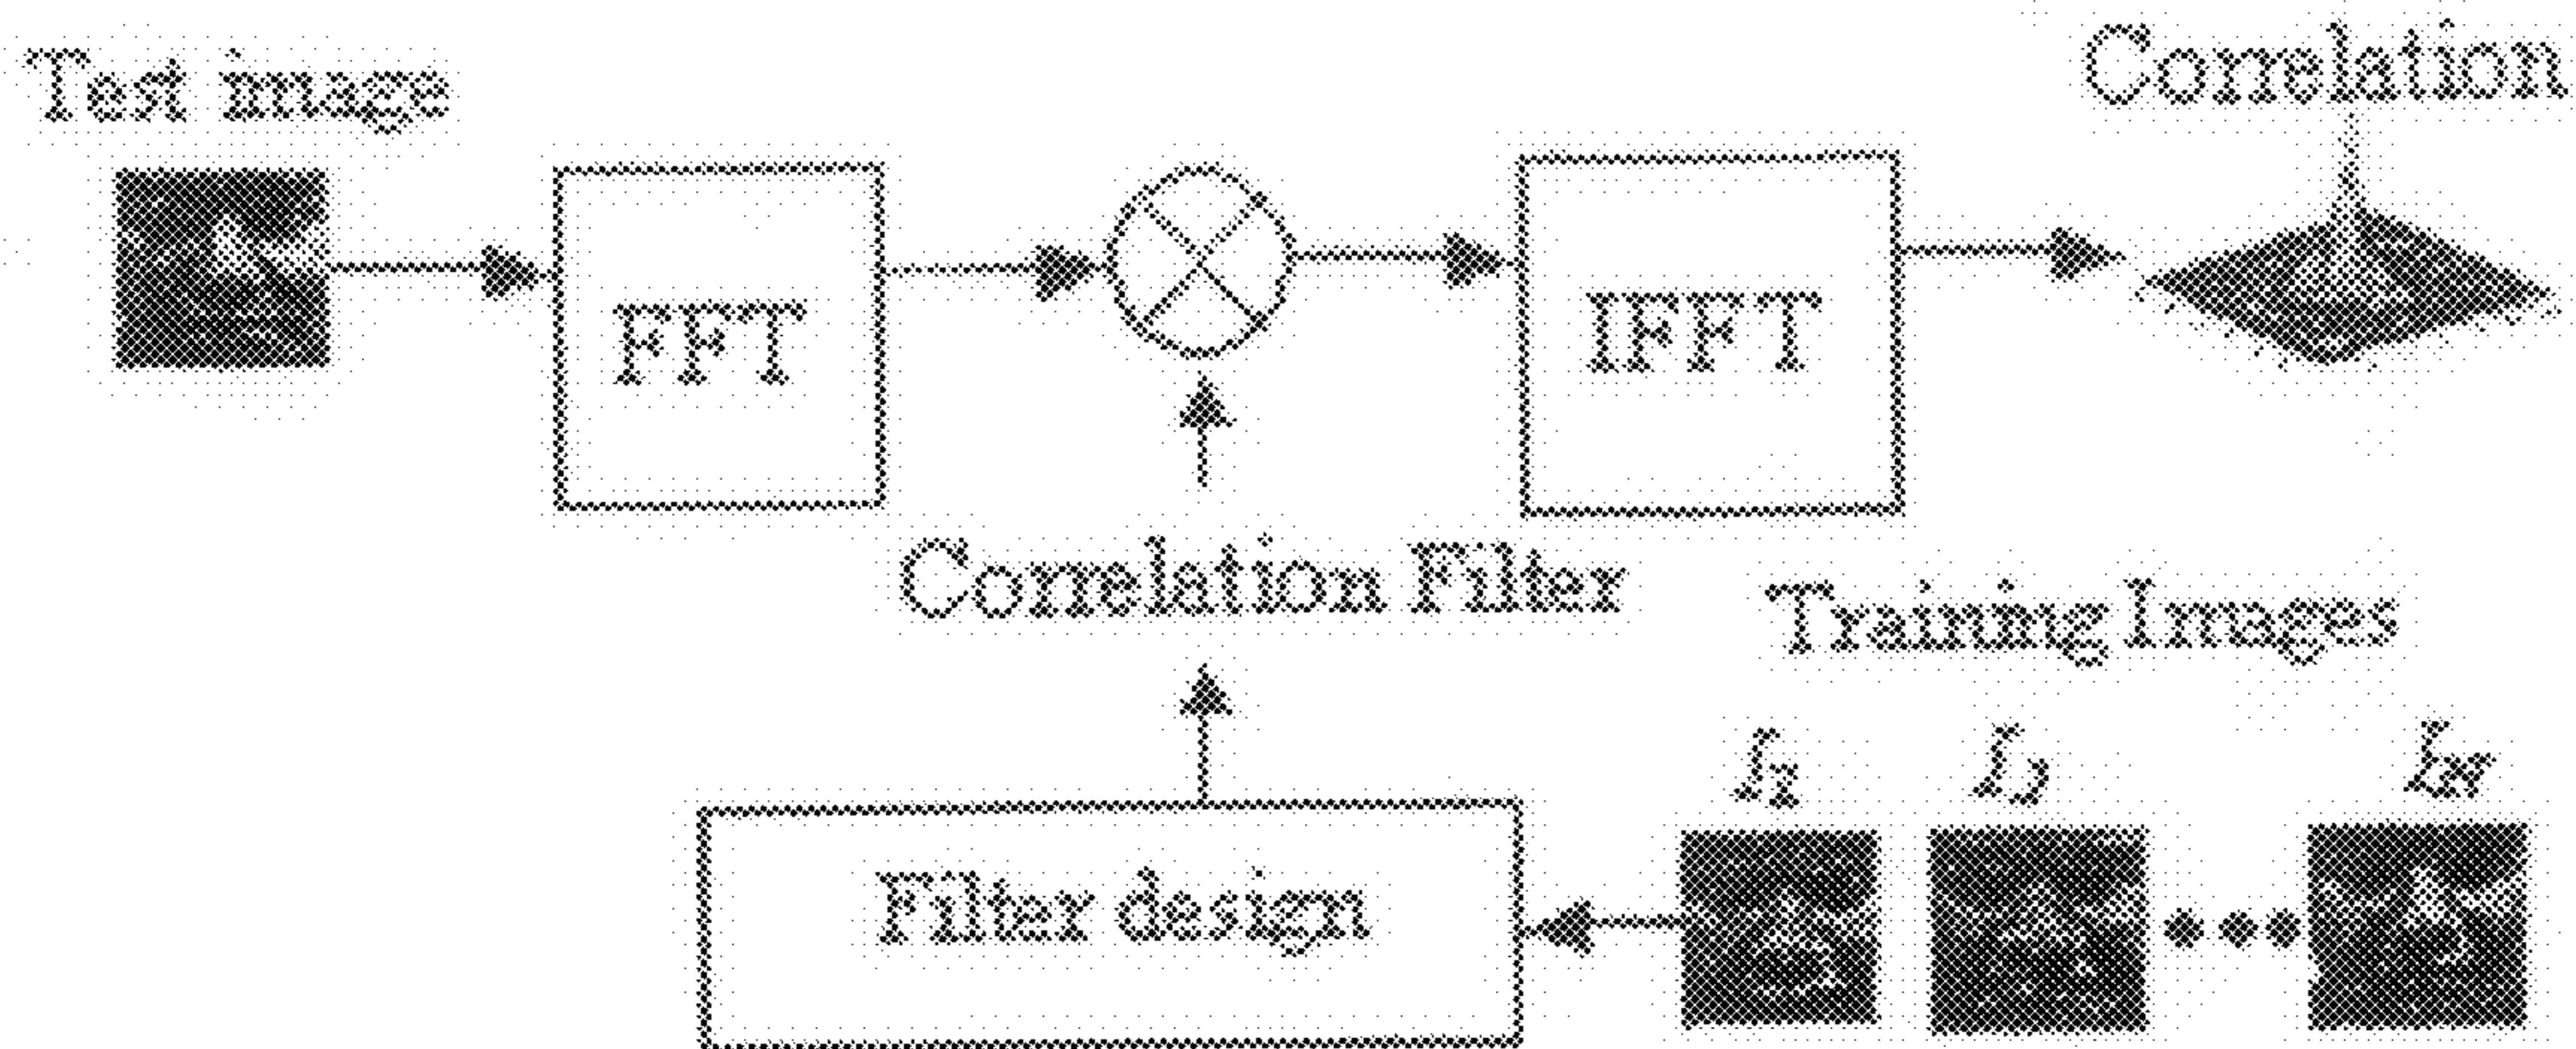 Test image
Correlation
FFT
IFFT
Correlation Filter
Training Images
Filter design